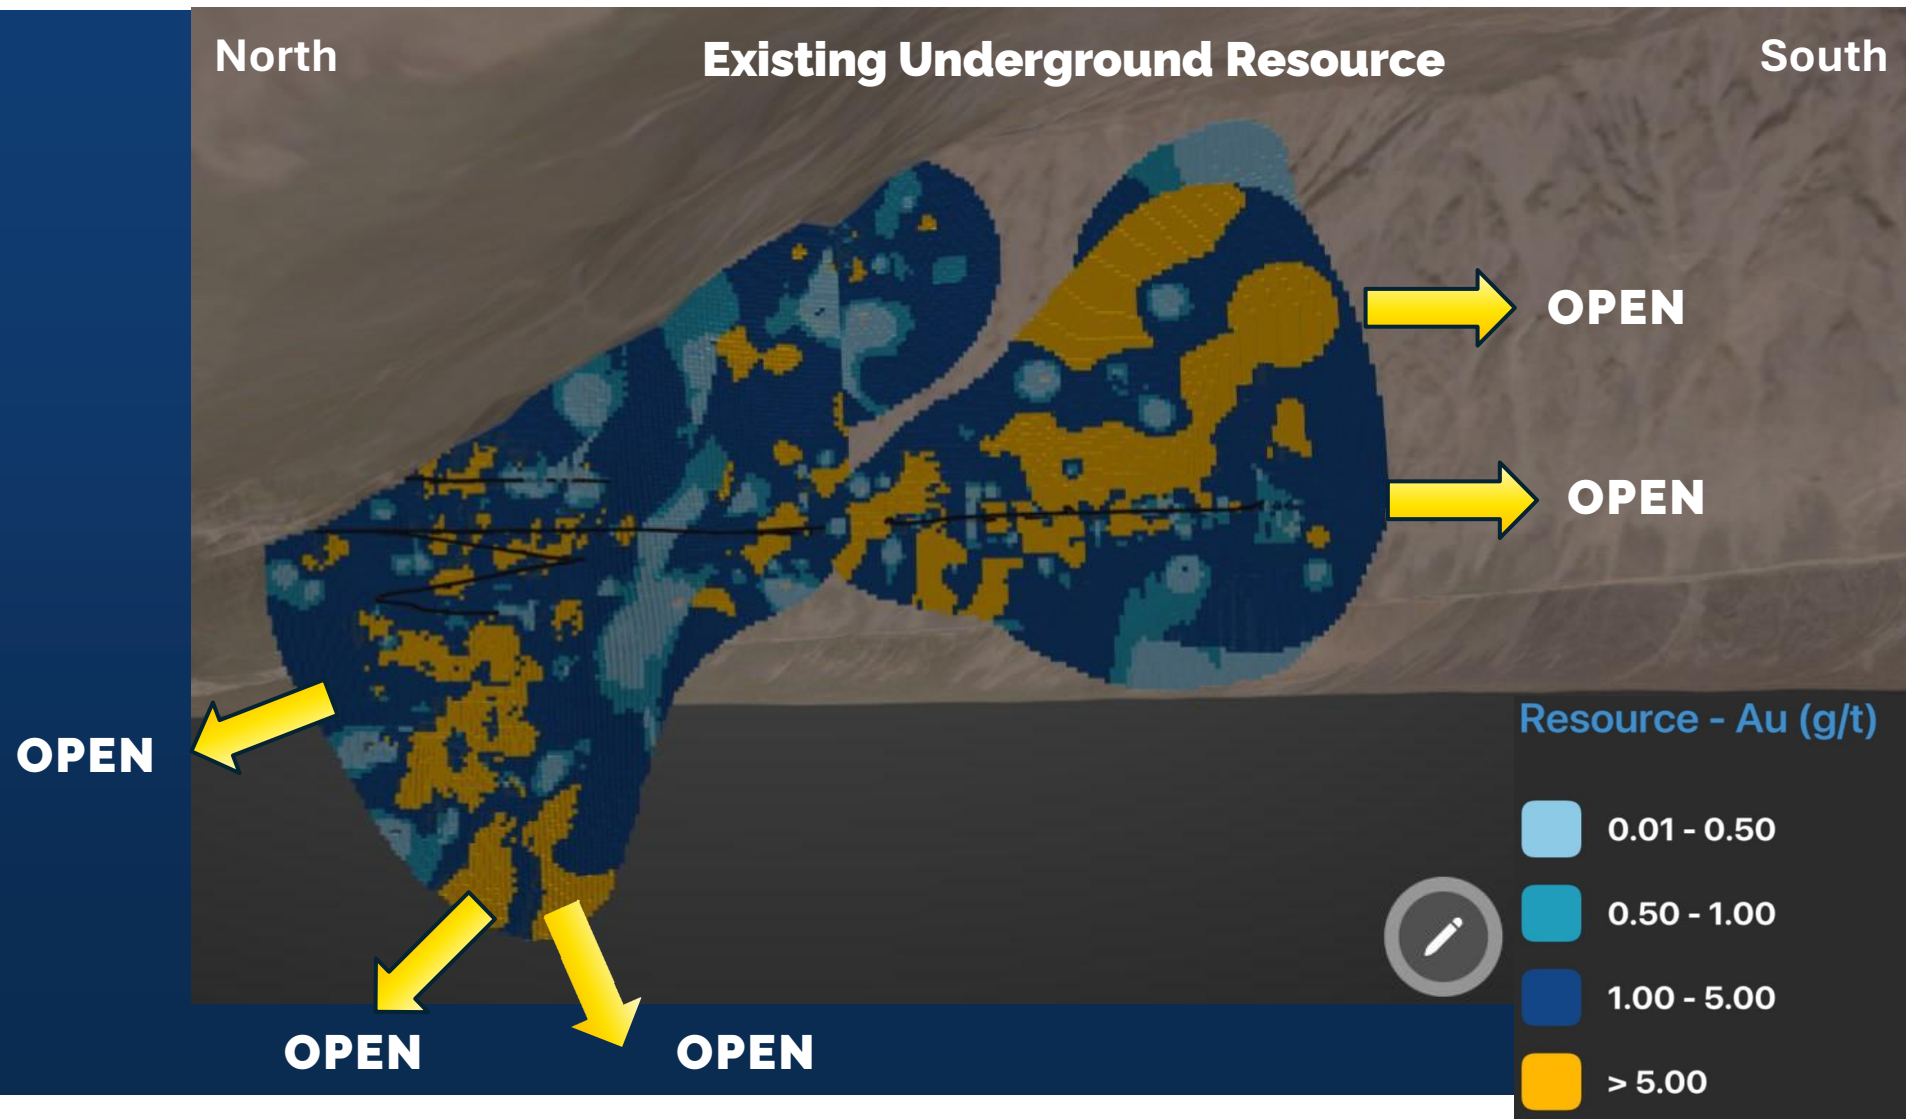 North
Existing Underground Resource
South
OPEN
OPEN
OPEN
OPEN
OPEN
Resource - Au (g/t)
0.01 - 0.50
0.50 - 1.00
1.00 - 5.00
> 5.00